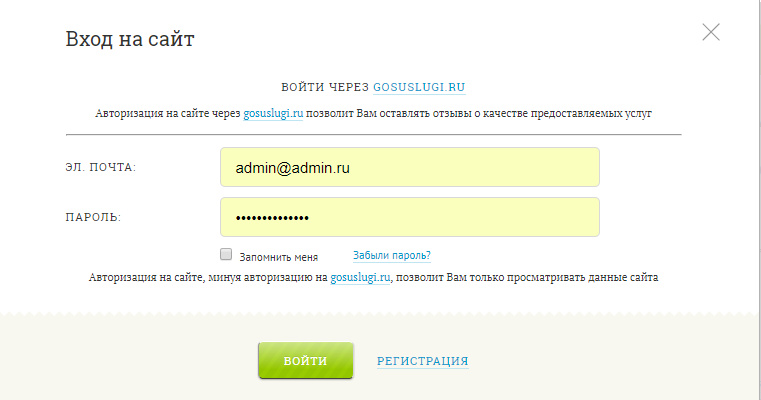 Вход на сайт
ВОЙТИ ЧЕРЕЗ GOSUSLUGI.RU
Авторизация на сайте через gosuslugi.ru позволит Вам оставлять отзывы о качестве предоставляемых услуг
ЭЛ. ПОЧТА: admin@admin.ru
ПАРОЛЬ: ••••••••••••••
Запомнить меня Забыли пароль?
Авторизация на сайте, минуя авторизацию на gosuslugi.ru, позволит Вам только просматривать данные сайта
ВОЙТИ РЕГИСТРАЦИЯ